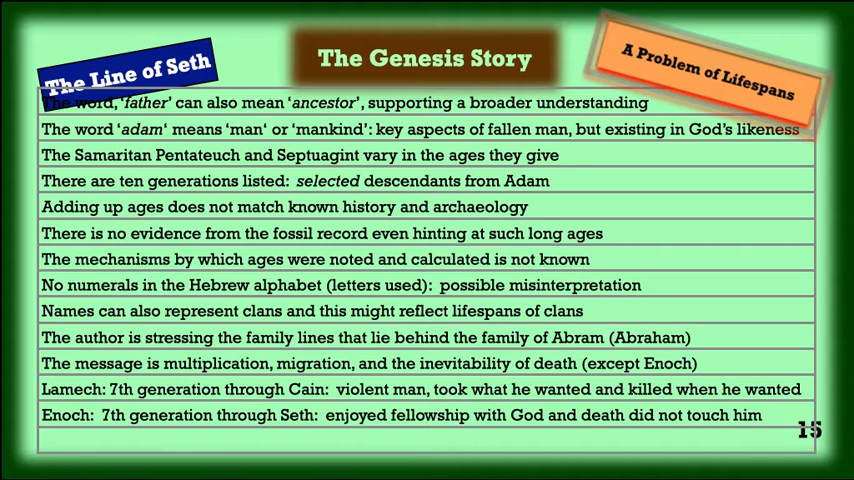 The Genesis Story
The Line of Seth
A Problem of Lifespans
The word, ‘father’ can also mean ‘ancestor’, supporting a broader understanding
The word ‘adam‘ means ‘man‘ or ‘mankind’: key aspects of fallen man, but existing in God’s likeness
The Samaritan Pentateuch and Septuagint vary in the ages they give
There are ten generations listed: selected descendants from Adam
Adding up ages does not match known history and archaeology
There is no evidence from the fossil record even hinting at such long ages
The mechanisms by which ages were noted and calculated is not known
No numerals in the Hebrew alphabet (letters used): possible misinterpretation
Names can also represent clans and this might reflect lifespans of clans
The author is stressing the family lines that lie behind the family of Abram (Abraham)
The message is multiplication, migration, and the inevitability of death (except Enoch)
Lamech: 7th generation through Cain: violent man, took what he wanted and killed when he wanted
Enoch: 7th generation through Seth: enjoyed fellowship with God and death did not touch him
15